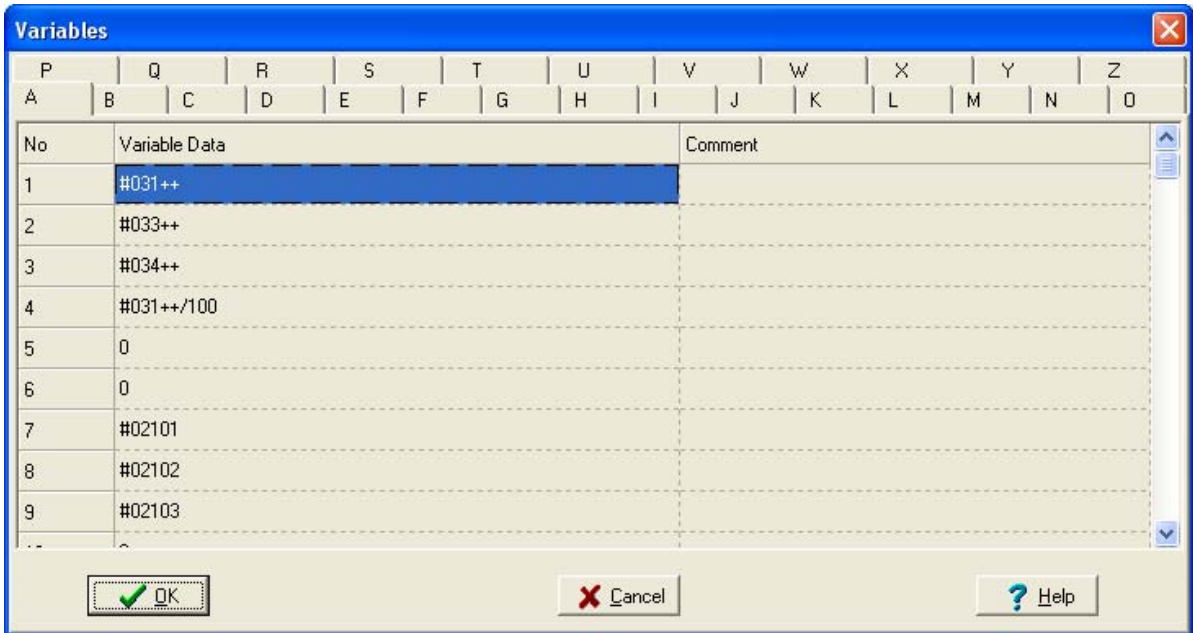 Variables
P Q R S T U V W X Y Z
A B C D E F G H I J K L M N O
No Variable Data Comment
1 #031++
2 #033++
3 #034++
4 #031++/100
5 0
6 0
7 #02101
8 #02102
9 #02103
OK Cancel Help